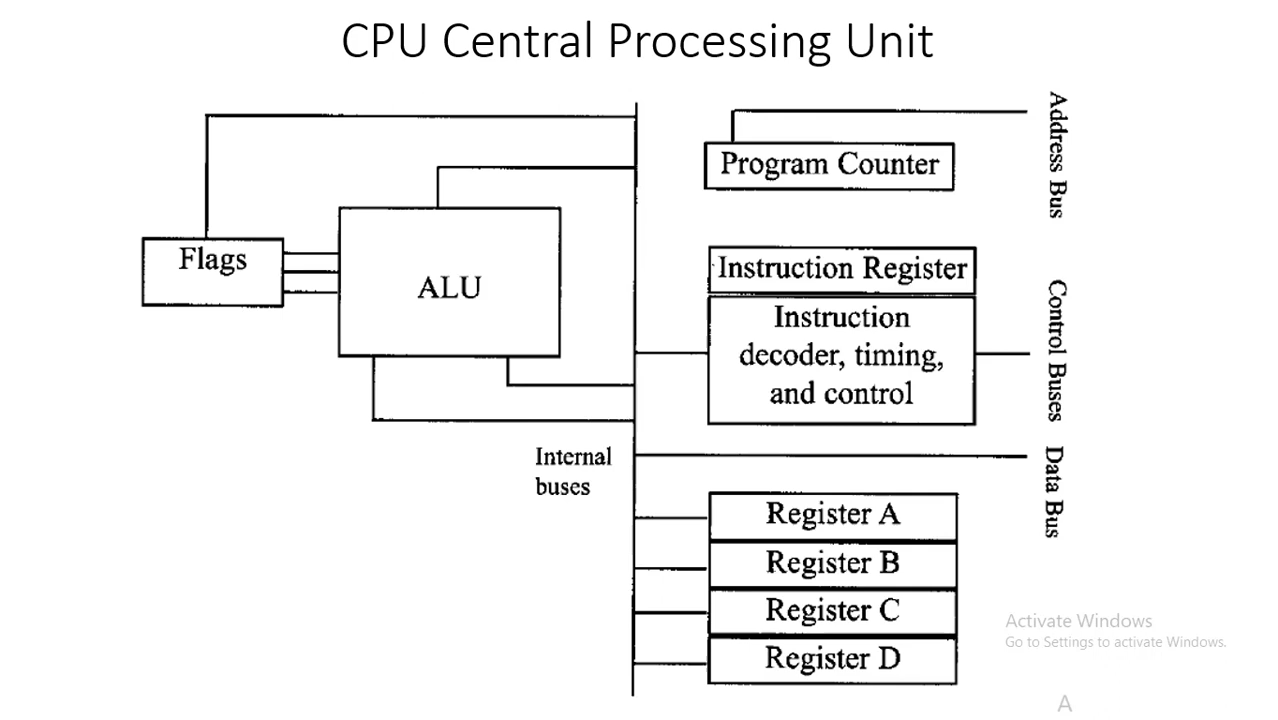 CPU Central Processing Unit
Address Bus
Program Counter
Flags
ALU
Instruction Register
Instruction
decoder, timing,
and control
Control Buses
Internal
buses
Data Bus
Register A
Register B
Register C
Register D
Activate Windows
Go to Settings to activate Windows.
A